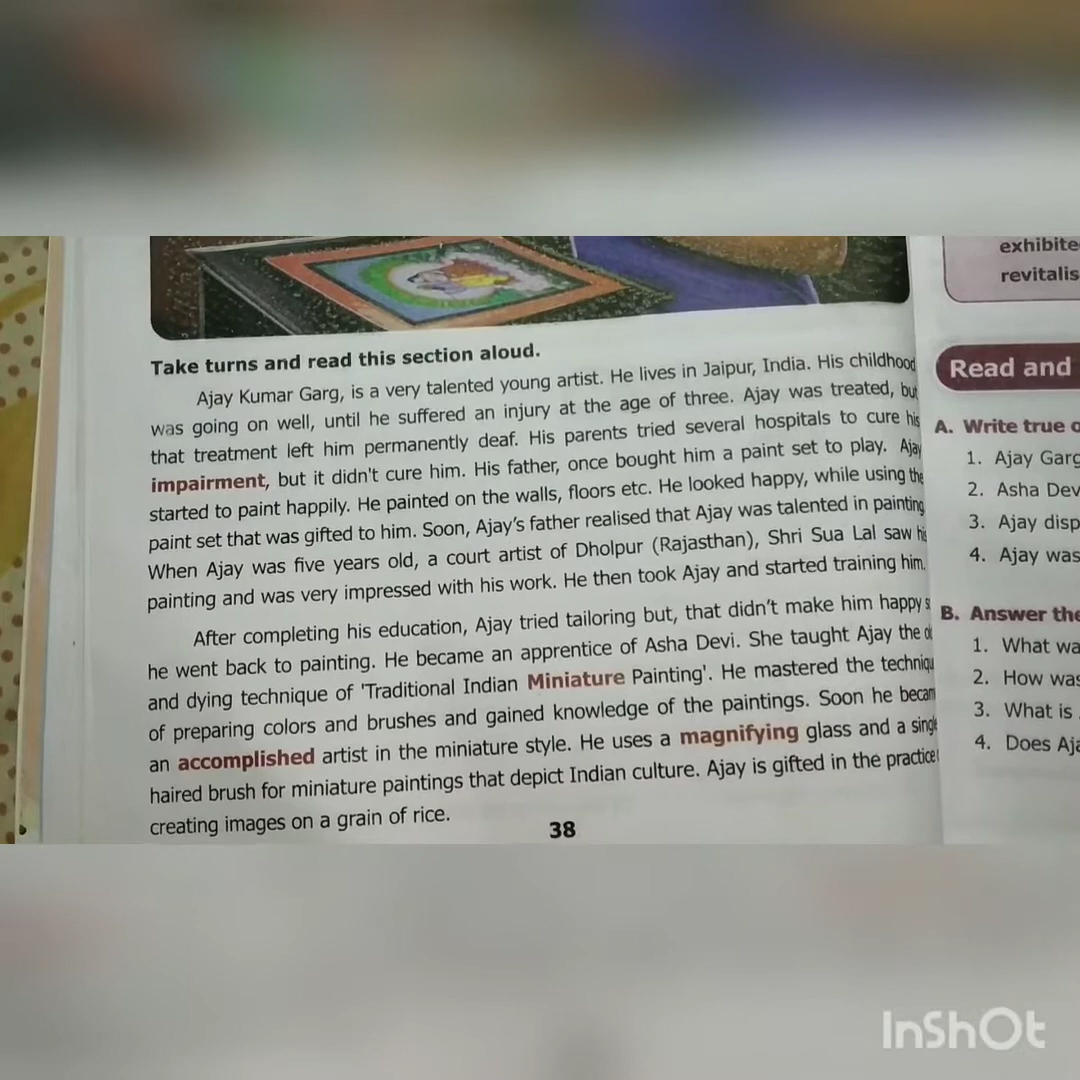 Take turns and read this section aloud.
Ajay Kumar Garg, is a very talented young artist. He lives in Jaipur, India. His childhood
was going on well, until he suffered an injury at the age of three. Ajay was treated, but
that treatment left him permanently deaf. His parents tried several hospitals to cure his
impairment, but it didn't cure him. His father, once bought him a paint set to play. Ajay
started to paint happily. He painted on the walls, floors etc. He looked happy, while using the
paint set that was gifted to him. Soon, Ajay's father realised that Ajay was talented in painting
When Ajay was five years old, a court artist of Dholpur (Rajasthan), Shri Sua Lal saw
painting and was very impressed with his work. He then took Ajay and started training him.
After completing his education, Ajay tried tailoring but, that didn't make him happy
he went back to painting. He became an apprentice of Asha Devi. She taught Ajay the
and dying technique of 'Traditional Indian Miniature Painting'. He mastered the
of preparing colors and brushes and gained knowledge of the paintings. Soon he
an accomplished artist in the miniature style. He uses a magnifying glass and a
haired brush for miniature paintings that depict Indian culture. Ajay is gifted in the practice
creating images on a grain of rice.
38
exhibite
revitalis
Read and
A. Write true
1. Ajay Garg
2. Asha Dev
3. Ajay disp
4. Ajay was
B. Answer the
1. What wa
2. How was
3. What is
4. Does Aja
InShOt